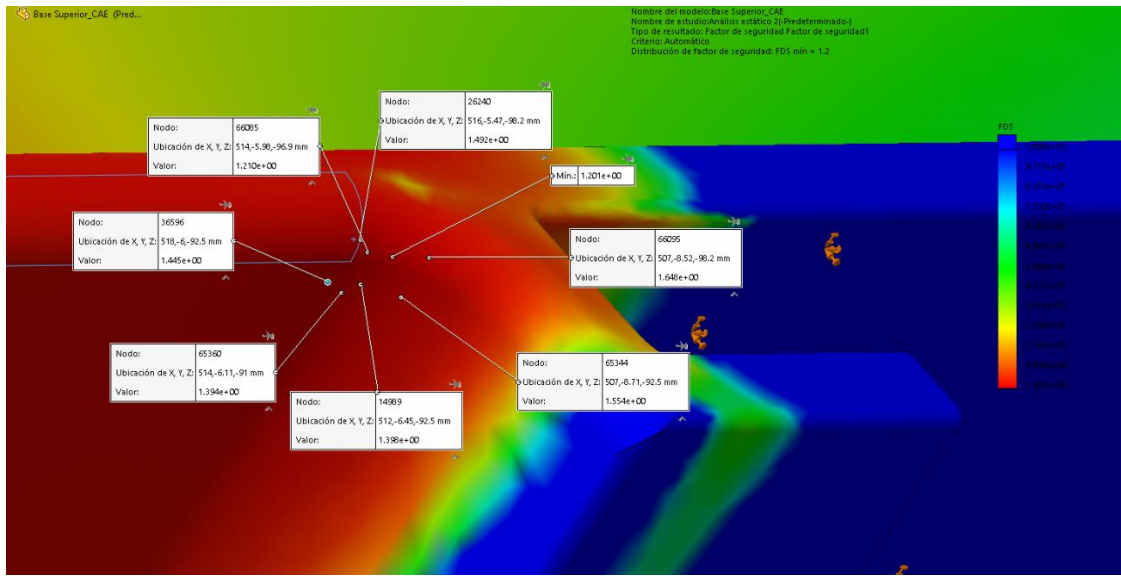 Base Superior_CAE (Pred...
Nombre del modelo:Base Superior_CAE
Nombre de estudio:Análisis estático 2(-Predeterminado-)
Tipo de resultado: Factor de seguridad Factor de seguridad1
Criterio: Automático
Distribución de factor de seguridad: FDS mín = 1.2
Nodo: 26240
Ubicación de X, Y, Z: 516,-5.47,-98.2 mm
Valor: 1.492e+00
Nodo: 66085
Ubicación de X, Y, Z: 514,-5.98,-96.9 mm
Valor: 1.210e+00
FDS
Mín.: 1.201e+00
Nodo: 36596
Ubicación de X, Y, Z: 518,-6,-92.5 mm
Valor: 1.445e+00
Nodo: 66095
Ubicación de X, Y, Z: 507,-8.52,-98.2 mm
Valor: 1.648e+00
Nodo: 65360
Ubicación de X, Y, Z: 514,-6.11,-91 mm
Valor: 1.394e+00
Nodo: 65344
Ubicación de X, Y, Z: 507,-8.71,-92.5 mm
Valor: 1.554e+00
Nodo: 14989
Ubicación de X, Y, Z: 512,-6.45,-92.5 mm
Valor: 1.398e+00